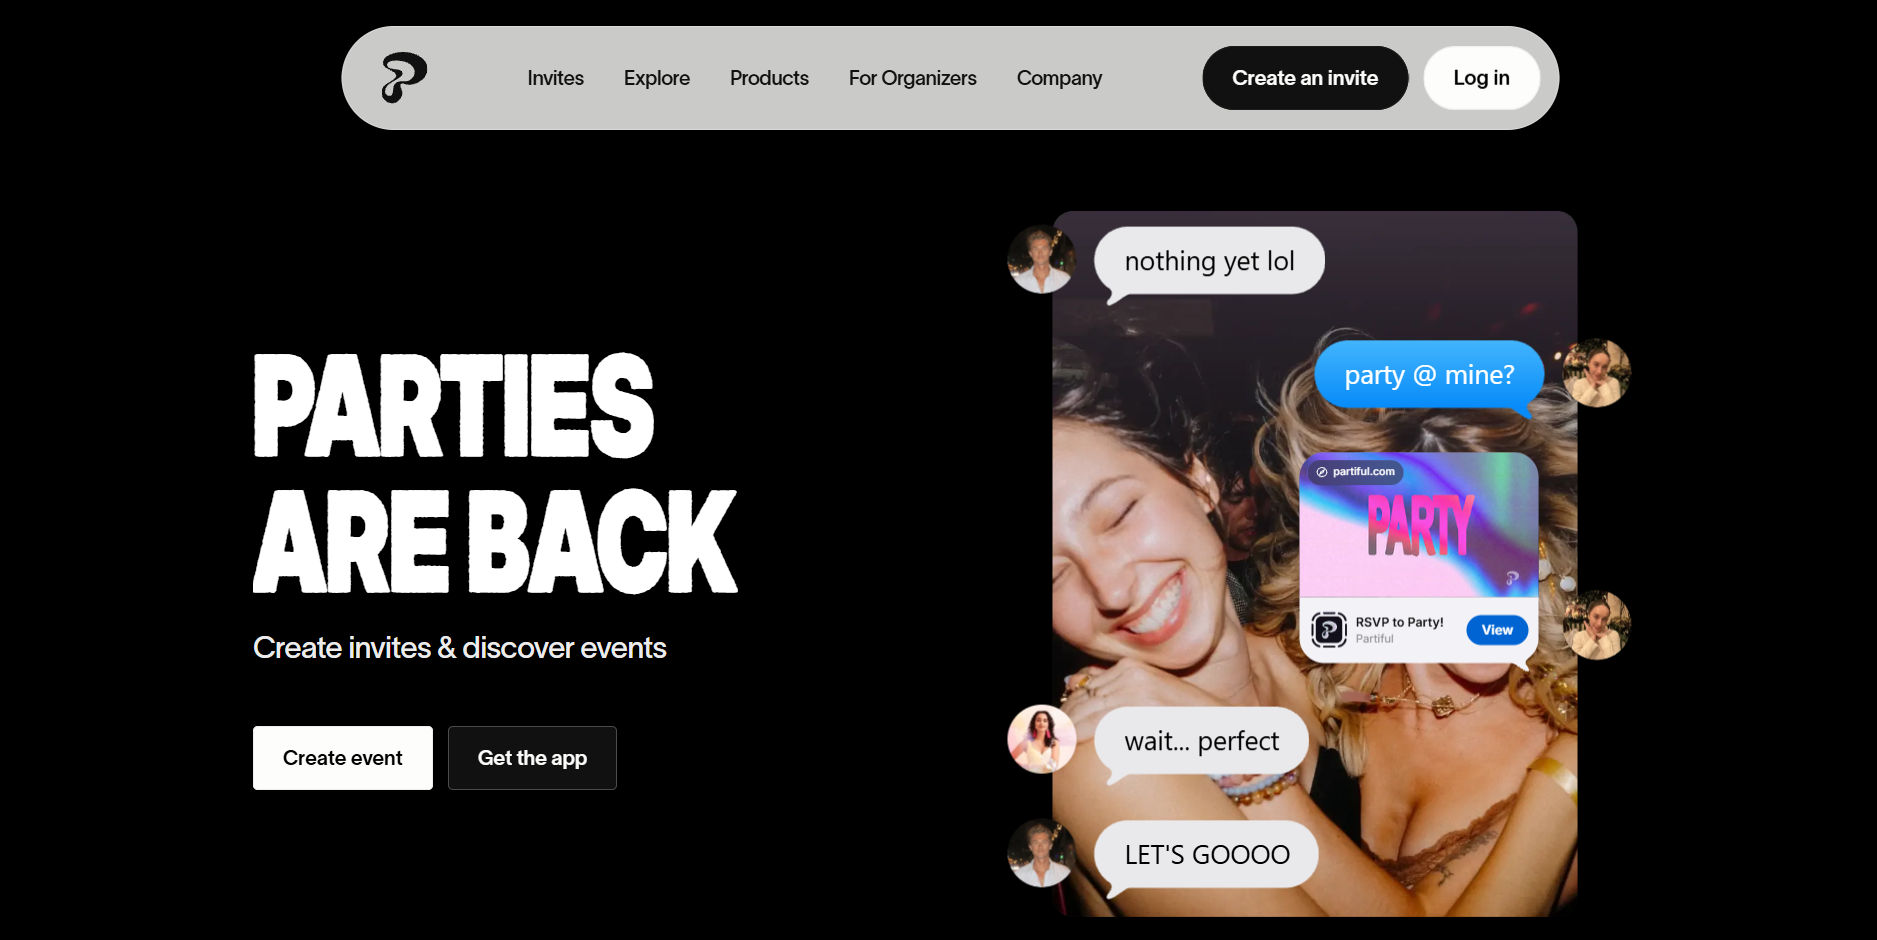 Invites
Explore
Products
For Organizers
Company
Create an invite
Log in
PARTIES
ARE BACK
Create invites & discover events
Create event
Get the app
nothing yet lol
party @ mine?
partiful.com
PARTY
RSVP to Party!
Partiful
View
wait... perfect
LET'S GOOOO